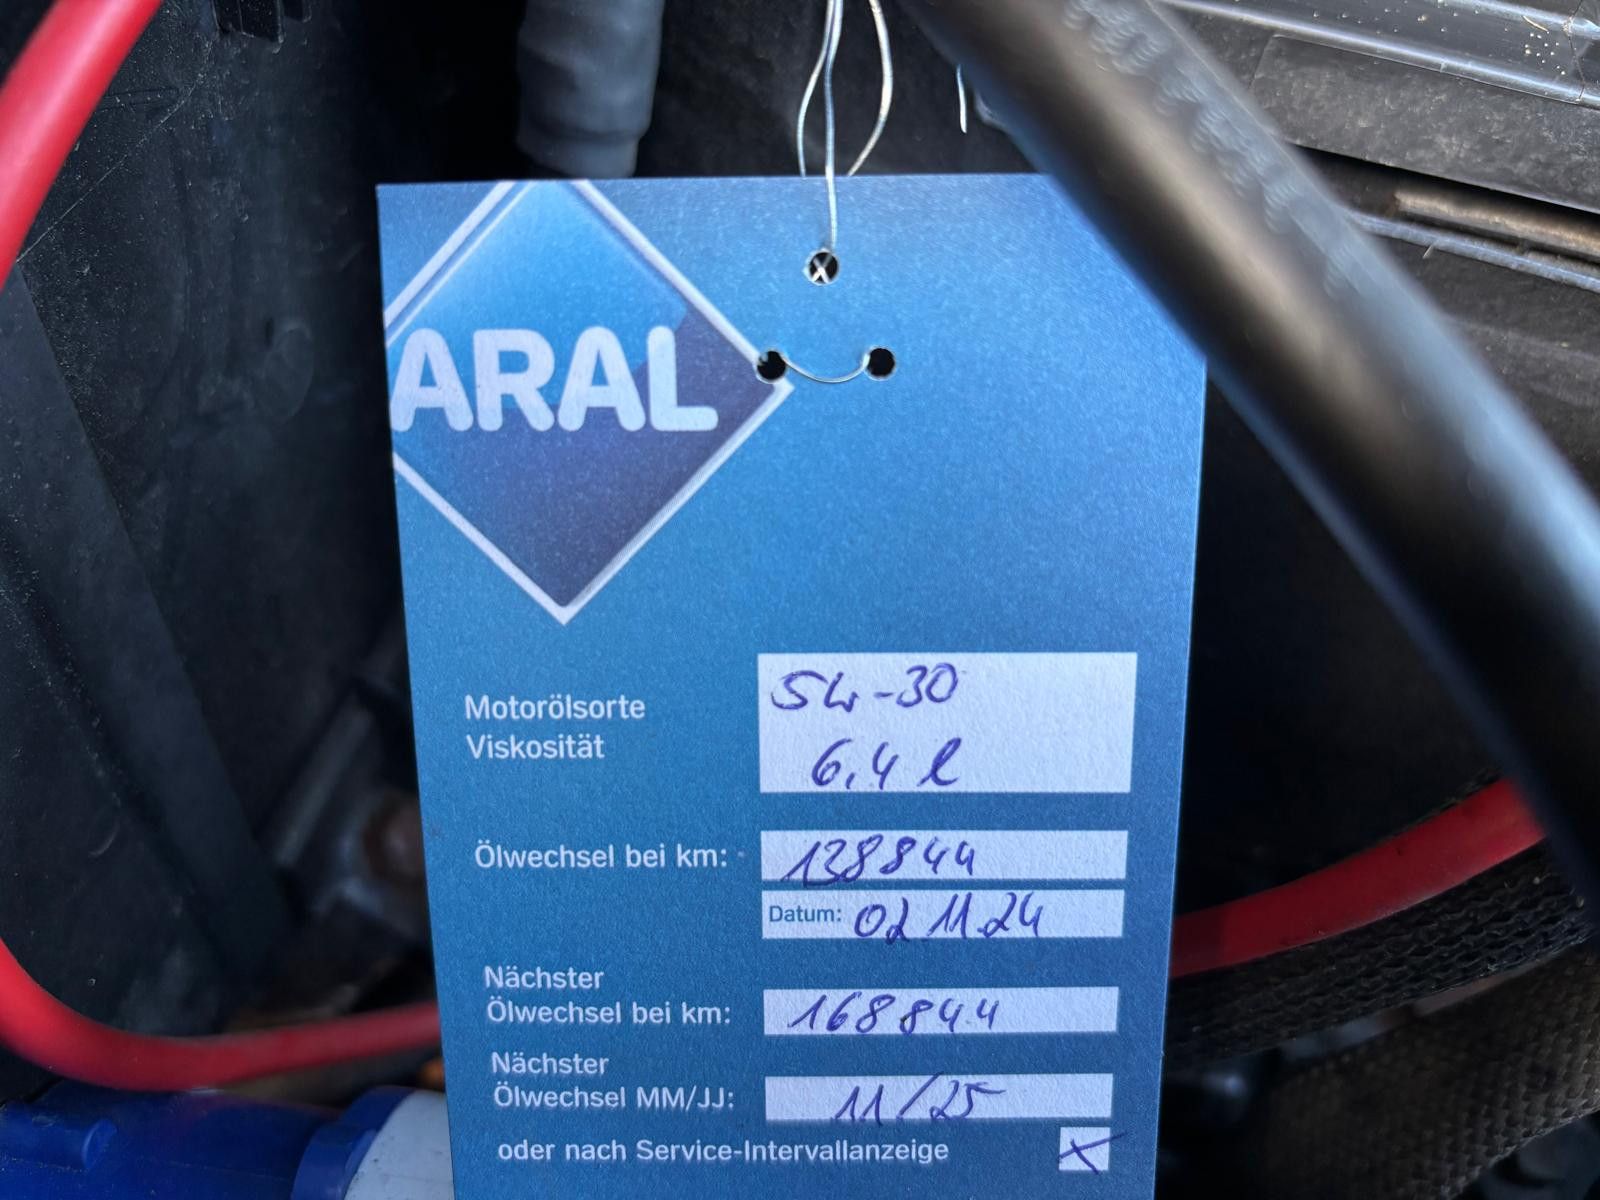 ARAL
Motorölsorte
Viskosität
5W-30
6,4 l
Ölwechsel bei km: 138844
Datum: 02.11.24
Nächster
Ölwechsel bei km: 168844
Nächster
Ölwechsel MM/JJ: 11/25
oder nach Service-Intervallanzeige X